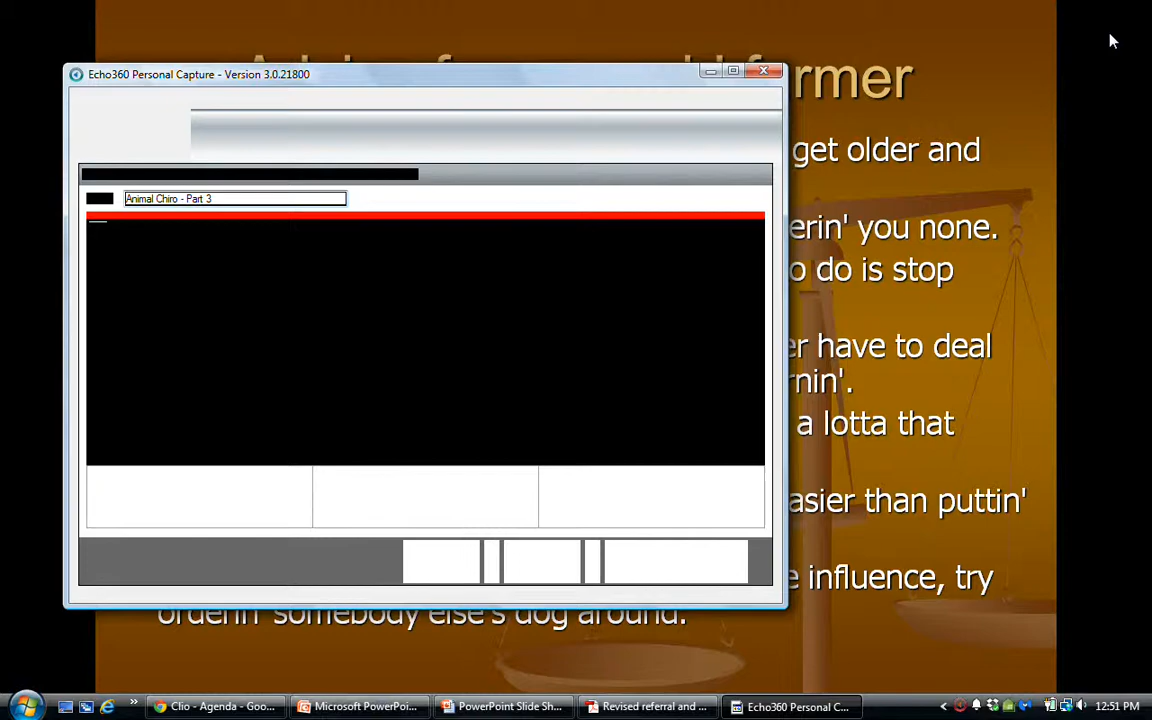 Echo360 Personal Capture - Version 3.0.21800
rmer
Animal Chiro - Part 3
get older and
erin' you none.
o do is stop
er have to deal
rnin'.
a lotta that
asier than puttin'
e influence, try
orderin' somebody else's dog around.
Clio - Agenda - Goo...
Microsoft PowerPoi...
PowerPoint Slide Sh...
Revised referral and ...
Echo360 Personal C...
12:51 PM